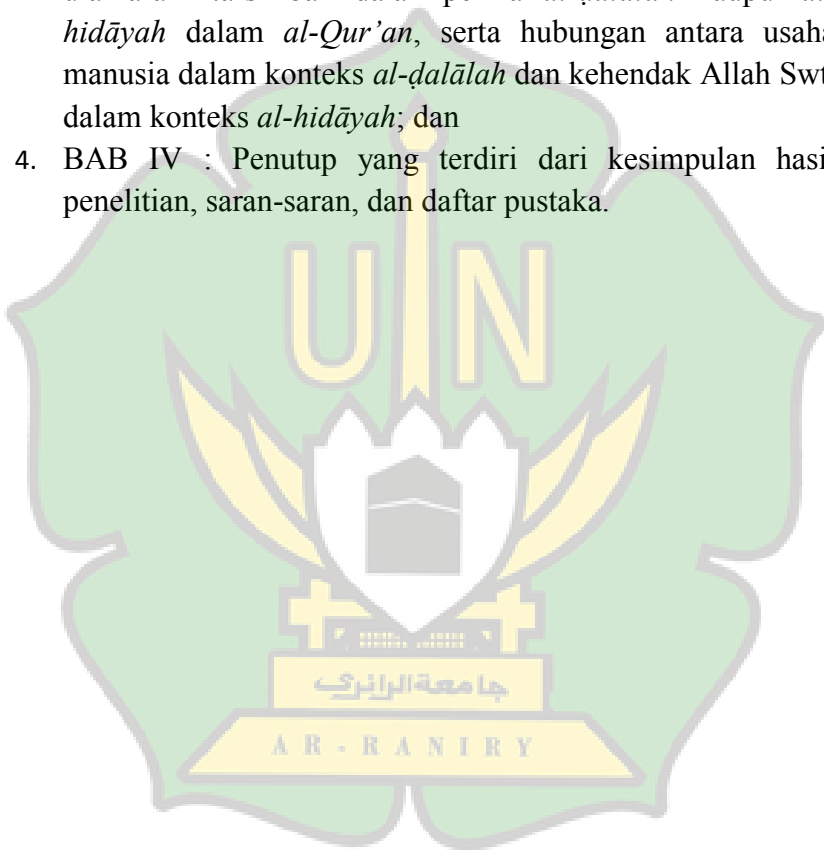 hidāyah dalam al-Qur’an, serta hubungan antara usaha
manusia dalam konteks al-ḍalālah dan kehendak Allah Swt
dalam konteks al-hidāyah; dan
4. BAB IV : Penutup yang terdiri dari kesimpulan hasi
penelitian, saran-saran, dan daftar pustaka.
UIN
جامعة الرانري
AR-RANIRY